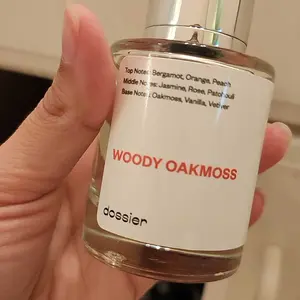 Top Notes: Bergamot, Orange, Peach
Middle Notes: Jasmine, Rose, Patchouli
Base Notes: Oakmoss, Vanilla, Vetiver
WOODY OAKMOSS
dossier